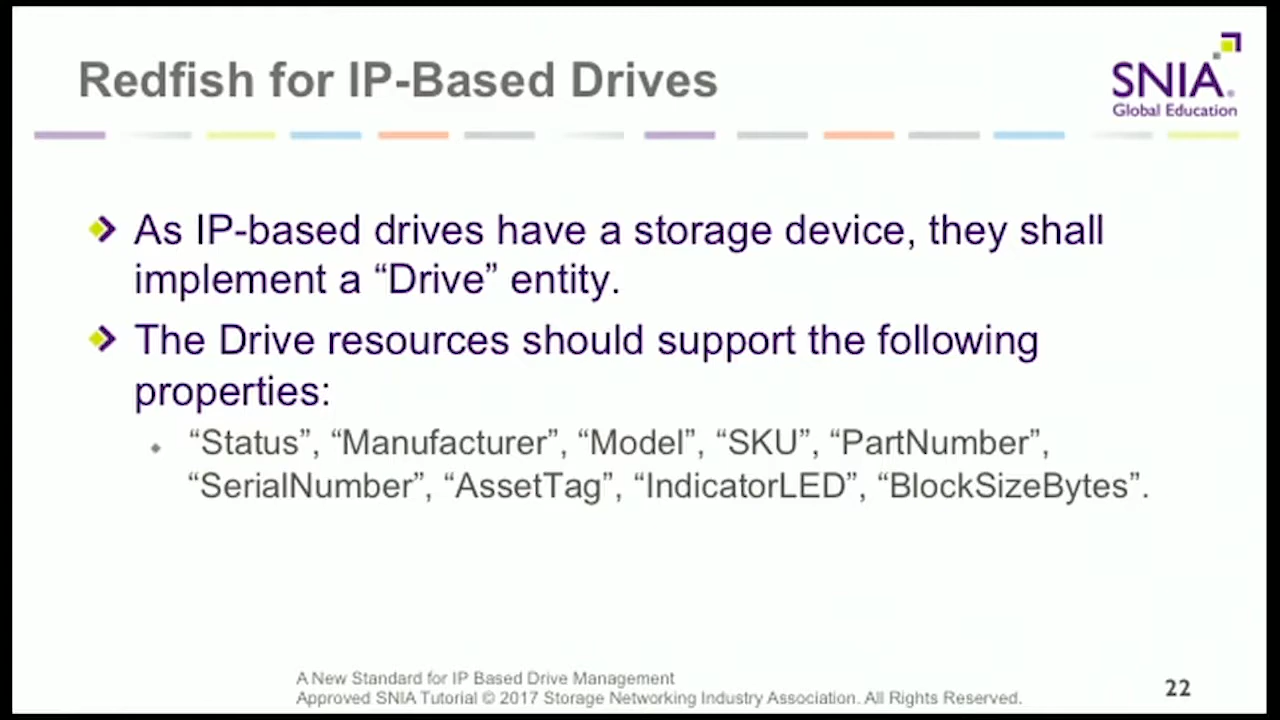 Redfish for IP-Based Drives
SNIA.
Global Education
As IP-based drives have a storage device, they shall
implement a “Drive” entity.
The Drive resources should support the following
properties:
“Status”, “Manufacturer”, “Model”, “SKU”, “PartNumber”,
“SerialNumber”, “AssetTag”, “IndicatorLED”, “BlockSizeBytes”.
A New Standard for IP Based Drive Management
Approved SNIA Tutorial © 2017 Storage Networking Industry Association. All Rights Reserved.
22